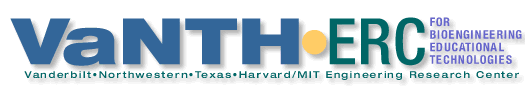 VaNTH•ERC
FOR
BIOENGINEERING
EDUCATIONAL
TECHNOLOGIES
Vanderbilt•Northwestern•Texas•Harvard/MIT Engineering Research Center